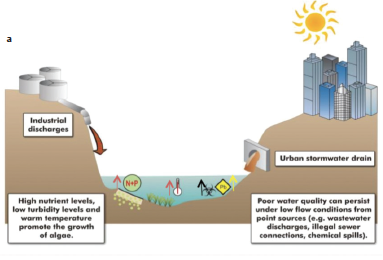 a
Industrial
discharges
Urban stormwater drain
N+P
High nutrient levels,
low turbidity levels and
warm temperature
promote the growth
of algae.
Poor water quality can persist
under low flow conditions from
point sources (e.g. wastewater
discharges, illegal sewer
connections, chemical spills).